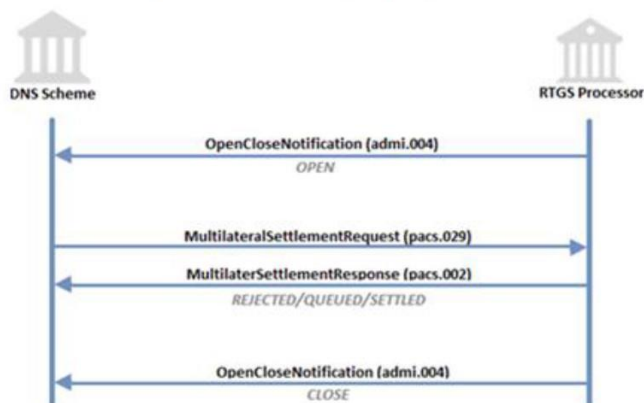 DNS Scheme
RTGS Processor
OpenCloseNotification (admi.004)
OPEN
MultilateralSettlementRequest (pacs.029)
MultilaterSettlementResponse (pacs.002)
REJECTED/QUEUED/SETTLED
OpenCloseNotification (admi.004)
CLOSE